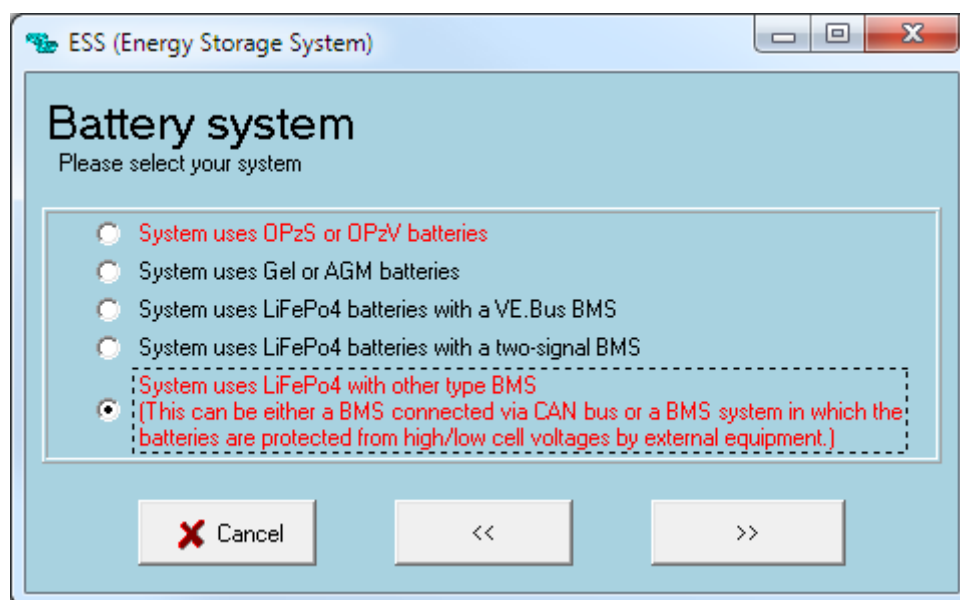 ESS (Energy Storage System)
Battery system
Please select your system
System uses OPzS or OPzV batteries
System uses Gel or AGM batteries
System uses LiFePo4 batteries with a VE.Bus BMS
System uses LiFePo4 batteries with a two-signal BMS
System uses LiFePo4 with other type BMS
(This can be either a BMS connected via CAN bus or a BMS system in which the
batteries are protected from high/low cell voltages by external equipment.)
Cancel
<<
>>